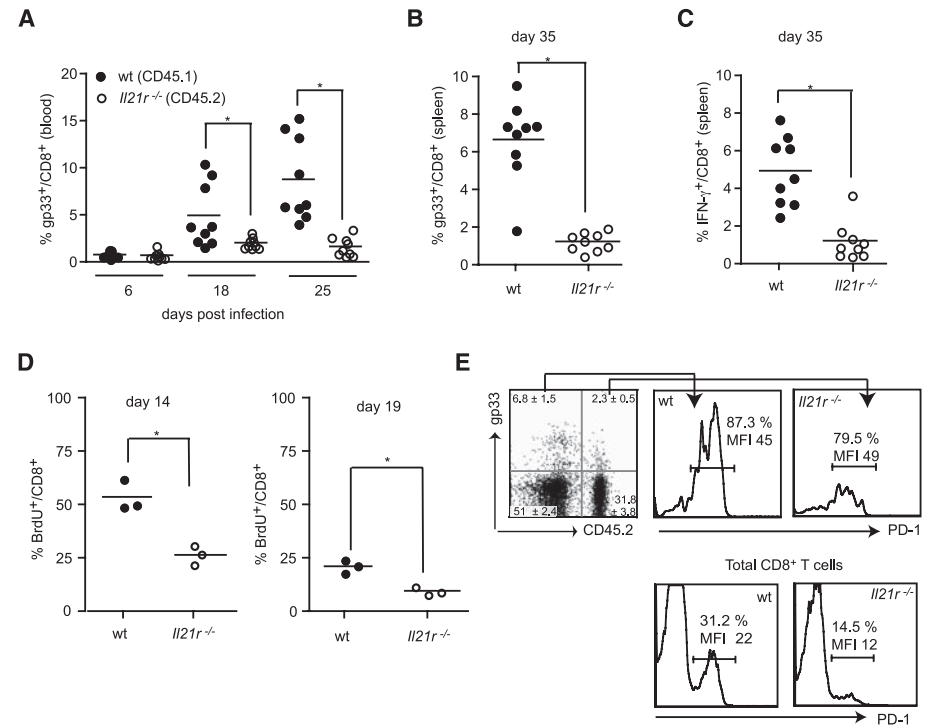 A
% gp33+/CD8+ (blood)
20
15
10
5
0
wt (CD45.1)
Il21r -/- (CD45.2)
*
*
6
18
25
days post infection
B
day 35
% gp33+/CD8+ (spleen)
10
8
6
4
2
0
*
wt
Il21r -/-
C
day 35
% IFN-γ+/CD8+ (spleen)
10
8
6
4
2
0
*
wt
Il21r -/-
D
% BrdU+/CD8+
100
75
50
25
0
day 14
*
wt
Il21r -/-
% BrdU+/CD8+
100
75
50
25
0
day 19
*
wt
Il21r -/-
E
gp33
6.8 ± 1.5
2.3 ± 0.5
51 ± 2.4
31.8
± 3.8
CD45.2
wt
87.3 %
MFI 45
Il21r -/-
79.5 %
MFI 49
PD-1
Total CD8+ T cells
wt
31.2 %
MFI 22
Il21r -/-
14.5 %
MFI 12
PD-1